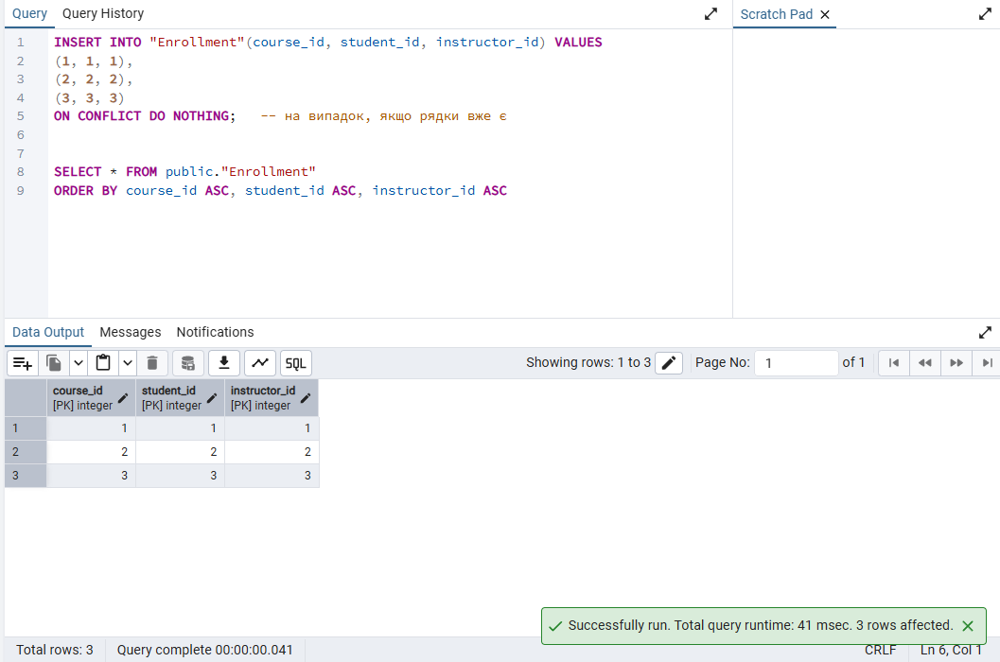 Query Query History
Scratch Pad
1 INSERT INTO "Enrollment"(course_id, student_id, instructor_id) VALUES
2 (1, 1, 1),
3 (2, 2, 2),
4 (3, 3, 3)
5 ON CONFLICT DO NOTHING; -- на випадок, якщо рядки вже є
6
7
8 SELECT * FROM public."Enrollment"
9 ORDER BY course_id ASC, student_id ASC, instructor_id ASC
Data Output Messages Notifications
SQL Showing rows: 1 to 3 Page No: 1 of 1
course_id student_id instructor_id
[PK] integer [PK] integer [PK] integer
1 1 1 1
2 2 2 2
3 3 3 3
Successfully run. Total query runtime: 41 msec. 3 rows affected.
Total rows: 3 Query complete 00:00:00.041 CRLF Ln 6, Col 1